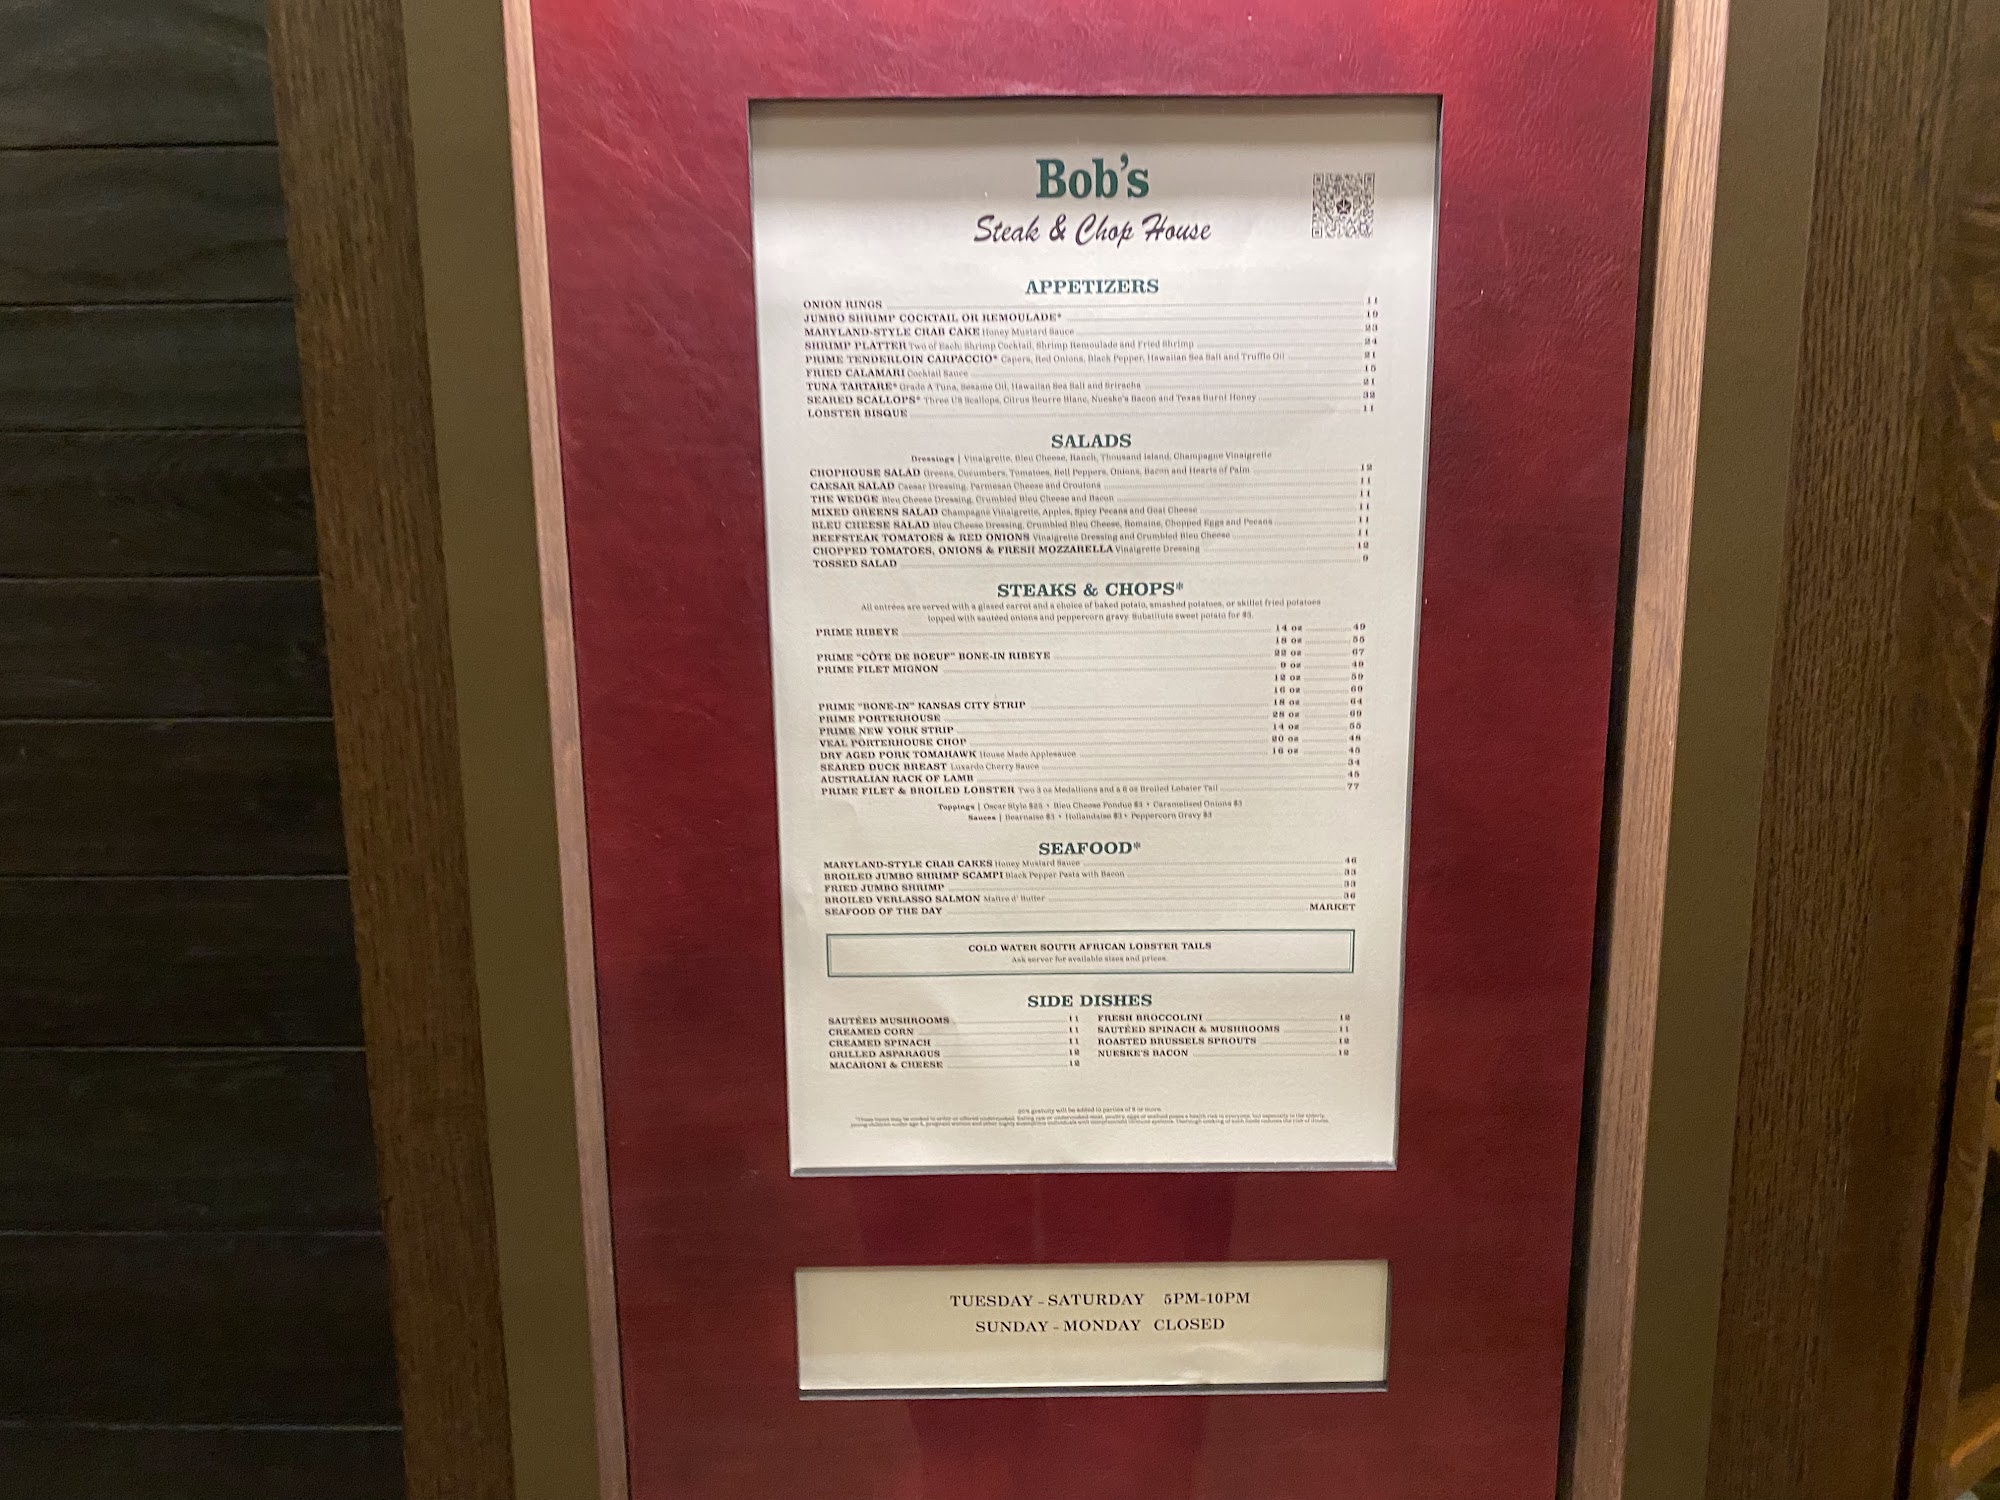 Bob's
Steak & Chop House
APPETIZERS
ONION RINGS 11
JUMBO SHRIMP COCKTAIL OR REMOULADE* 19
MARYLAND-STYLE CRAB CAKE Honey Mustard Sauce 23
SHRIMP PLATTER Two of Each: Shrimp Cocktail, Shrimp Remoulade and Fried Shrimp 24
PRIME TENDERLOIN CARPACCIO* Capers, Red Onions, Black Pepper, Hawaiian Sea Salt and Truffle Oil 21
FRIED CALAMARI Cocktail Sauce 15
TUNA TARTARE* Grade A Tuna, Sesame Oil, Hawaiian Sea Salt and Sriracha 21
SEARED SCALLOPS* Three U8 Scallops, Citrus Beurre Blanc, Nueske's Bacon and Texas Burnt Honey 32
LOBSTER BISQUE 11
SALADS
Dressings | Vinaigrette, Bleu Cheese, Ranch, Thousand Island, Champagne Vinaigrette
CHOPHOUSE SALAD Greens, Cucumbers, Tomatoes, Bell Peppers, Onions, Bacon and Hearts of Palm 12
CAESAR SALAD Caesar Dressing, Parmesan Cheese and Croutons 11
THE WEDGE Bleu Cheese Dressing, Crumbled Bleu Cheese and Bacon 11
MIXED GREENS SALAD Champagne Vinaigrette, Apples, Spicy Pecans and Goat Cheese 11
BLEU CHEESE SALAD Bleu Cheese Dressing, Crumbled Bleu Cheese, Romaine, Chopped Eggs and Pecans 11
BEEFSTEAK TOMATOES & RED ONIONS Vinaigrette Dressing and Crumbled Bleu Cheese 11
CHOPPED TOMATOES, ONIONS & FRESH MOZZARELLA Vinaigrette Dressing 12
TOSSED SALAD 9
STEAKS & CHOPS*
All entrées are served with a glazed carrot and a choice of baked potato, smashed potatoes, or skillet fried potatoes
topped with sautéed onions and peppercorn gravy. Substitute sweet potato for $3.
PRIME RIBEYE 14 oz 49
18 oz 55
PRIME "CÔTE DE BOEUF" BONE-IN RIBEYE 22 oz 67
PRIME FILET MIGNON 9 oz 49
12 oz 59
16 oz 69
PRIME "BONE-IN" KANSAS CITY STRIP 18 oz 64
PRIME PORTERHOUSE 28 oz 69
PRIME NEW YORK STRIP 14 oz 55
VEAL PORTERHOUSE CHOP 20 oz 48
DRY AGED PORK TOMAHAWK House Made Applesauce 16 oz 45
SEARED DUCK BREAST Luxardo Cherry Sauce 34
AUSTRALIAN RACK OF LAMB 45
PRIME FILET & BROILED LOBSTER Two 3 oz Medallions and a 6 oz Broiled Lobster Tail 77
Toppings | Oscar Style $23 • Bleu Cheese Fondue $3 • Caramelized Onions $3
Sauces | Bearnaise $3 • Hollandaise $3 • Peppercorn Gravy $3
SEAFOOD*
MARYLAND-STYLE CRAB CAKES Honey Mustard Sauce 46
BROILED JUMBO SHRIMP SCAMPI Black Pepper Pasta with Bacon 33
FRIED JUMBO SHRIMP 33
BROILED VERLASSO SALMON Maître d' Butter 36
SEAFOOD OF THE DAY MARKET
COLD WATER SOUTH AFRICAN LOBSTER TAILS
Ask server for available sizes and prices.
SIDE DISHES
SAUTÉED MUSHROOMS 11
CREAMED CORN 11
CREAMED SPINACH 11
GRILLED ASPARAGUS 12
MACARONI & CHEESE 12
FRESH BROCCOLINI 12
SAUTÉED SPINACH & MUSHROOMS 11
ROASTED BRUSSELS SPROUTS 12
NUESKE'S BACON 12
20% gratuity will be added to parties of 8 or more.
TUESDAY - SATURDAY 5PM-10PM
SUNDAY - MONDAY CLOSED